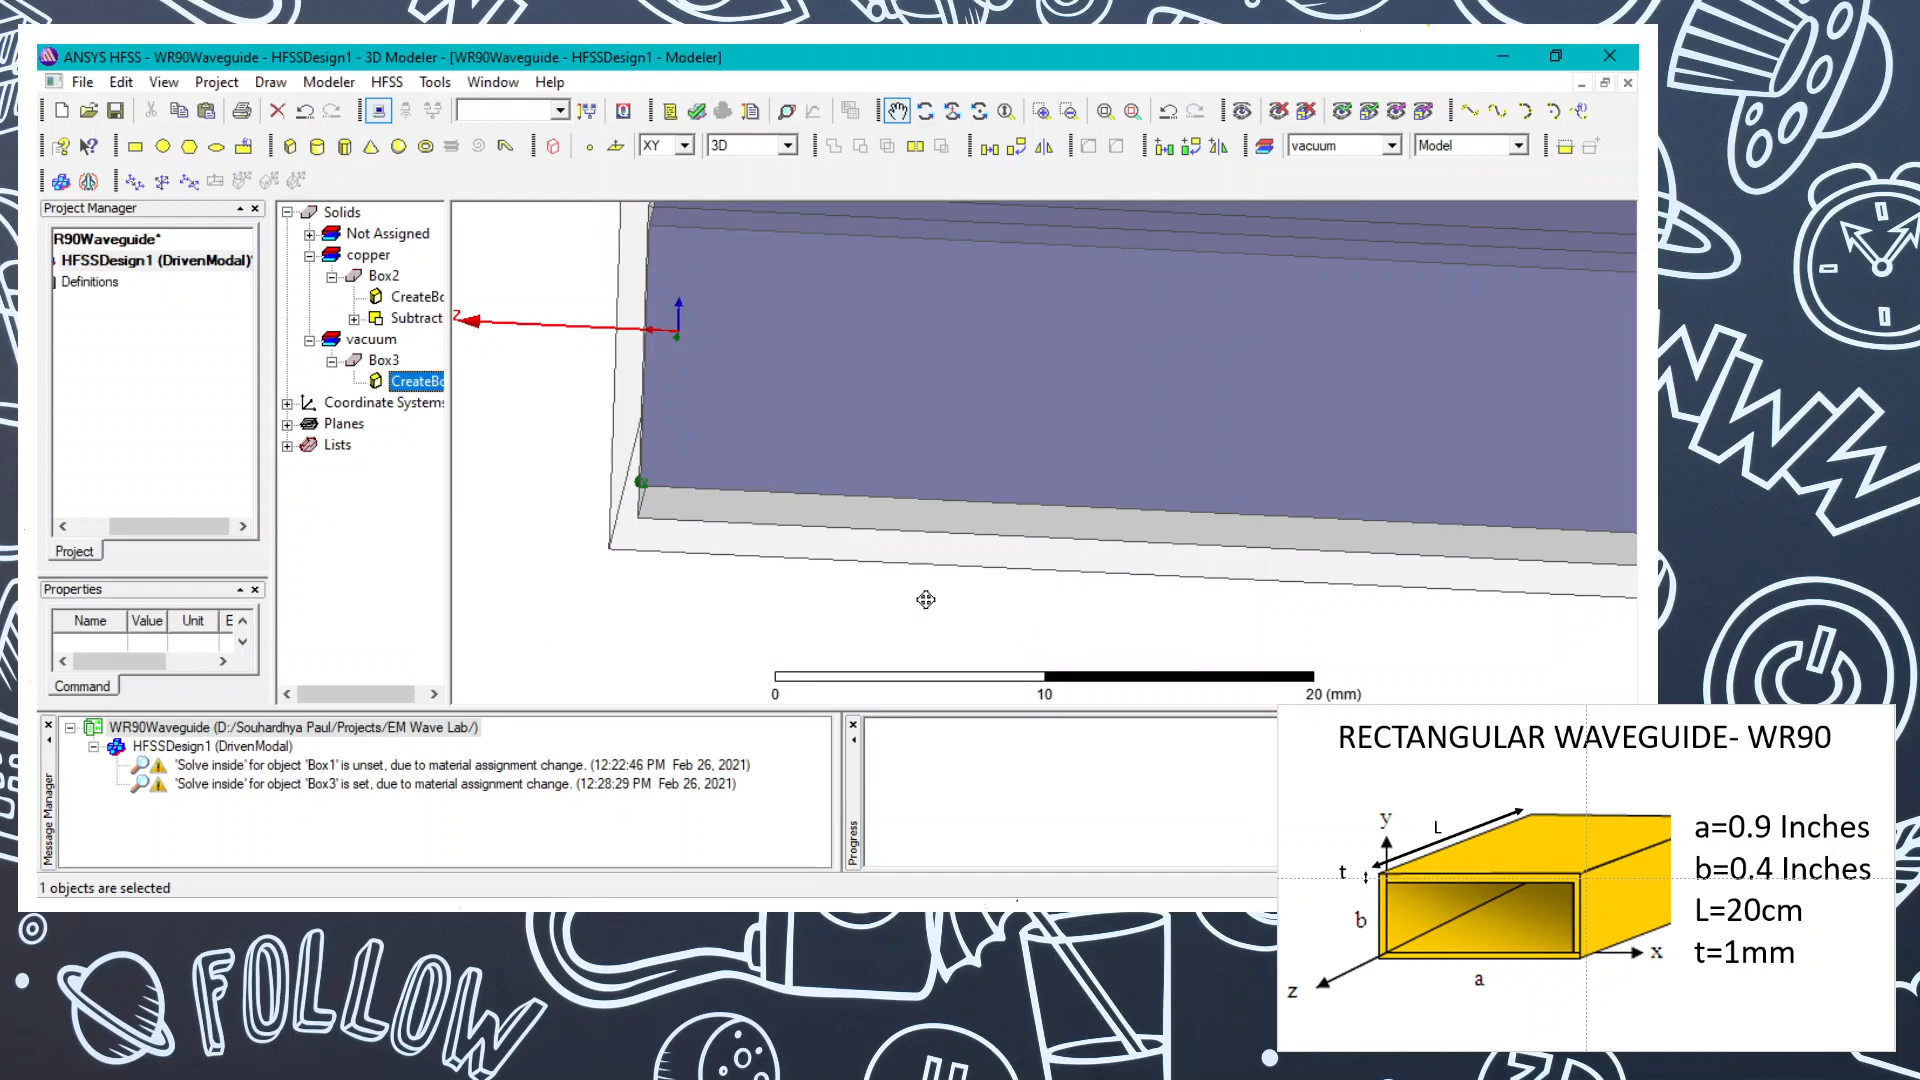 ANSYS HFSS - WR90Waveguide - HFSSDesign1 - 3D Modeler - [WR90Waveguide - HFSSDesign1 - Modeler]
File Edit View Project Draw Modeler HFSS Tools Window Help
XY 3D vacuum Model
Project Manager
R90Waveguide*
HFSSDesign1 (DrivenModal)*
Definitions
Project
Properties
Name Value Unit E
Command
Solids
Not Assigned
copper
Box2
CreateBo
Subtract
vacuum
Box3
CreateBo
Coordinate Systems
Planes
Lists
Z
0 10 20 (mm)
Message Manager
WR90Waveguide (D:/Souhardhya Paul/Projects/EM Wave Lab/)
HFSSDesign1 (DrivenModal)
'Solve inside' for object 'Box1' is unset, due to material assignment change. (12:22:46 PM Feb 26, 2021)
'Solve inside' for object 'Box3' is set, due to material assignment change. (12:28:29 PM Feb 26, 2021)
Progress
1 objects are selected
RECTANGULAR WAVEGUIDE- WR90
y
L
t
b
a
x
z
a=0.9 Inches
b=0.4 Inches
L=20cm
t=1mm
FOLLOW